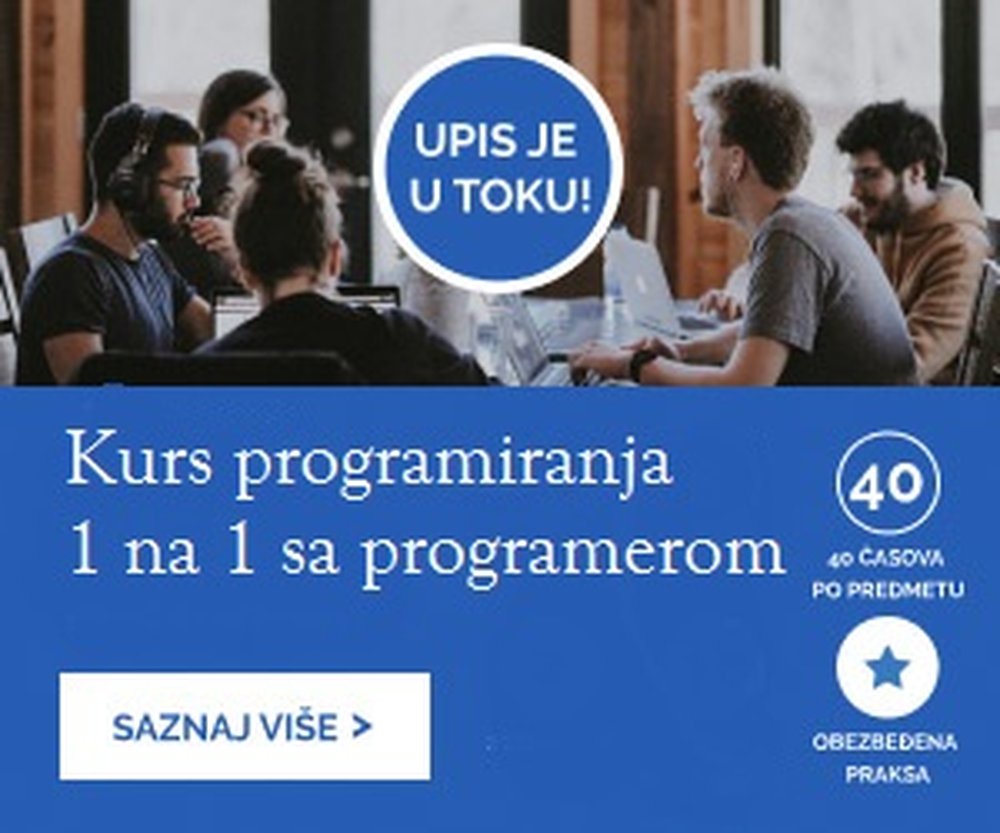 UPIS JE
U TOKU!
Kurs programiranja
1 na 1 sa programerom
40
40 ČASOVA
PO PREDMETU
OBEZBEĐENA
PRAKSA
SAZNAJ VIŠE >